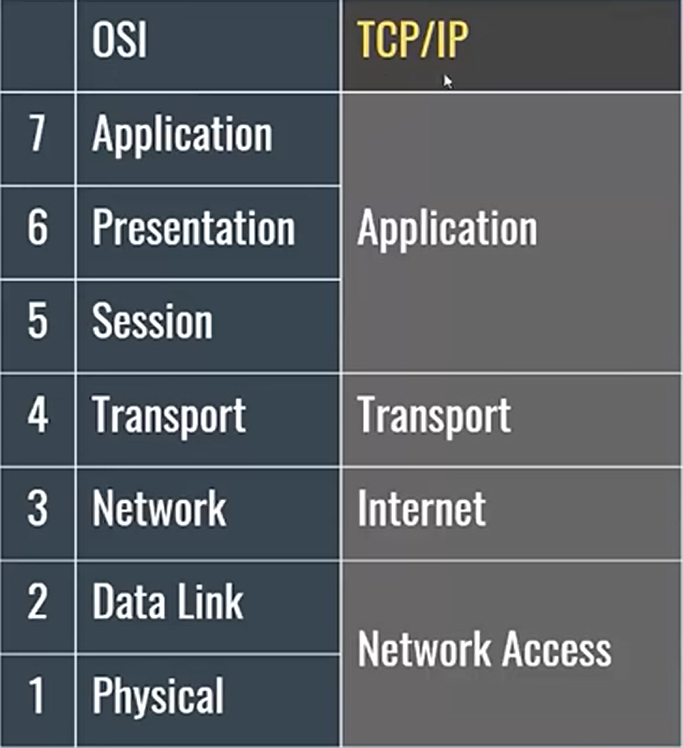 OSI TCP/IP
7 Application
6 Presentation Application
5 Session
4 Transport Transport
3 Network Internet
2 Data Link
Network Access
1 Physical